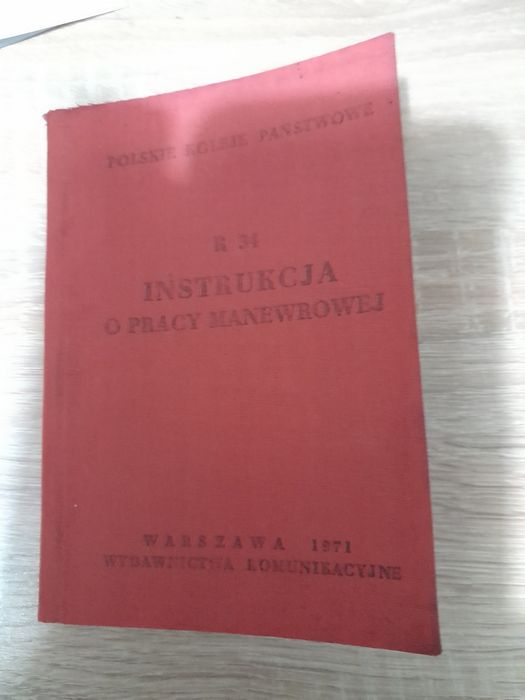 POLSKIE KOLEJE PAŃSTWOWE
R 34
INSTRUKCJA
O PRACY MANEWROWEJ
WARSZAWA 1971
WYDAWNICTWA KOMUNIKACYJNE